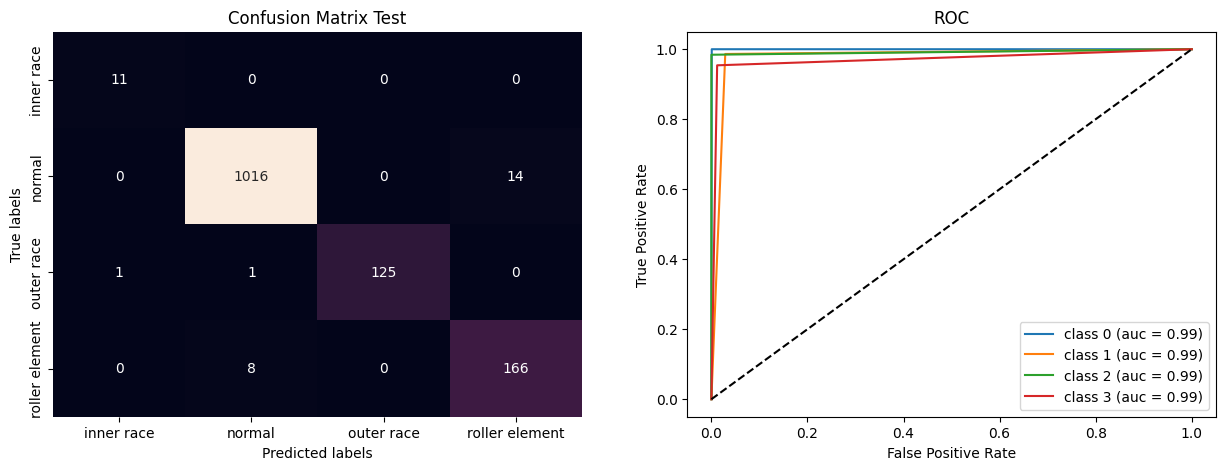 Confusion Matrix Test
inner race
normal
outer race
roller element
True labels
11 0 0 0
0 1016 0 14
1 1 125 0
0 8 0 166
inner race normal outer race roller element
Predicted labels
ROC
True Positive Rate
1.0
0.8
0.6
0.4
0.2
0.0
class 0 (auc = 0.99)
class 1 (auc = 0.99)
class 2 (auc = 0.99)
class 3 (auc = 0.99)
0.0 0.2 0.4 0.6 0.8 1.0
False Positive Rate